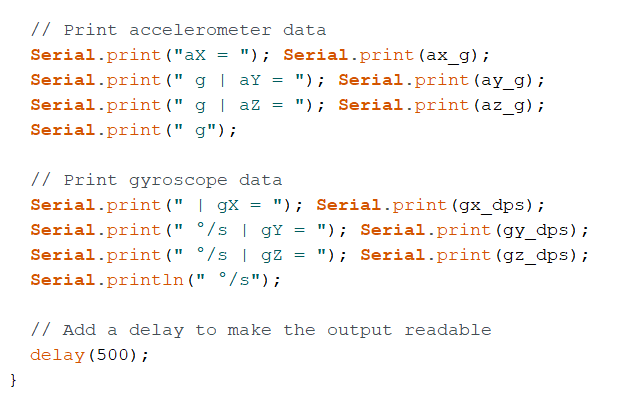 // Print accelerometer data
Serial.print("aX = "); Serial.print(ax_g);
Serial.print(" g | aY = "); Serial.print(ay_g);
Serial.print(" g | aZ = "); Serial.print(az_g);
Serial.print(" g");
// Print gyroscope data
Serial.print(" | gX = "); Serial.print(gx_dps);
Serial.print(" °/s | gY = "); Serial.print(gy_dps);
Serial.print(" °/s | gZ = "); Serial.print(gz_dps);
Serial.println(" °/s");
// Add a delay to make the output readable
delay(500);
}